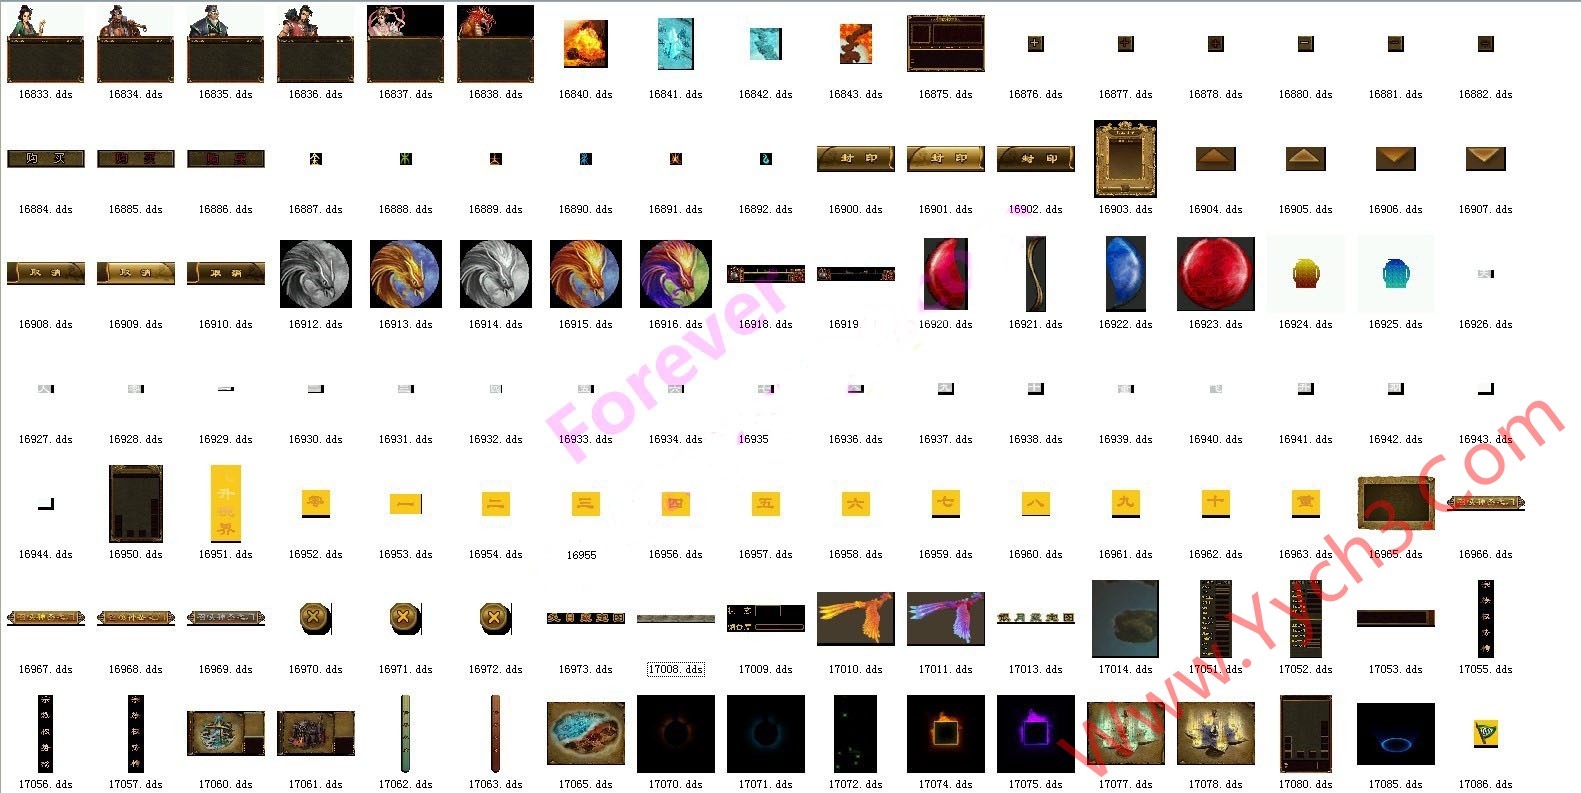 16833.dds 16834.dds 16835.dds 16836.dds 16837.dds 16838.dds 16840.dds 16841.dds 16842.dds 16843.dds 16875.dds 16876.dds 16877.dds 16878.dds 16880.dds 16881.dds 16882.dds
购买 购买 购买 封印 封印 封印
16884.dds 16885.dds 16886.dds 16887.dds 16888.dds 16889.dds 16890.dds 16891.dds 16892.dds 16900.dds 16901.dds 16902.dds 16903.dds 16904.dds 16905.dds 16906.dds 16907.dds
取消 取消 取消
16908.dds 16909.dds 16910.dds 16912.dds 16913.dds 16914.dds 16915.dds 16916.dds 16918.dds 16919 16920.dds 16921.dds 16922.dds 16923.dds 16924.dds 16925.dds 16926.dds
16927.dds 16928.dds 16929.dds 16930.dds 16931.dds 16932.dds 16933.dds 16934.dds 16935 16936.dds 16937.dds 16938.dds 16939.dds 16940.dds 16941.dds 16942.dds 16943.dds
零 一 二 三 四 五 六 七 八 九 十
16944.dds 16950.dds 16951.dds 16952.dds 16953.dds 16954.dds 16955 16956.dds 16957.dds 16958.dds 16959.dds 16960.dds 16961.dds 16962.dds 16963.dds 16965.dds 16966.dds
16967.dds 16968.dds 16969.dds 16970.dds 16971.dds 16972.dds 16973.dds 17008.dds 17009.dds 17010.dds 17011.dds 17013.dds 17014.dds 17051.dds 17052.dds 17053.dds 17055.dds
17056.dds 17057.dds 17060.dds 17061.dds 17062.dds 17063.dds 17065.dds 17070.dds 17071.dds 17072.dds 17074.dds 17075.dds 17077.dds 17078.dds 17080.dds 17085.dds 17086.dds
Forever
Www.Yych3.Com